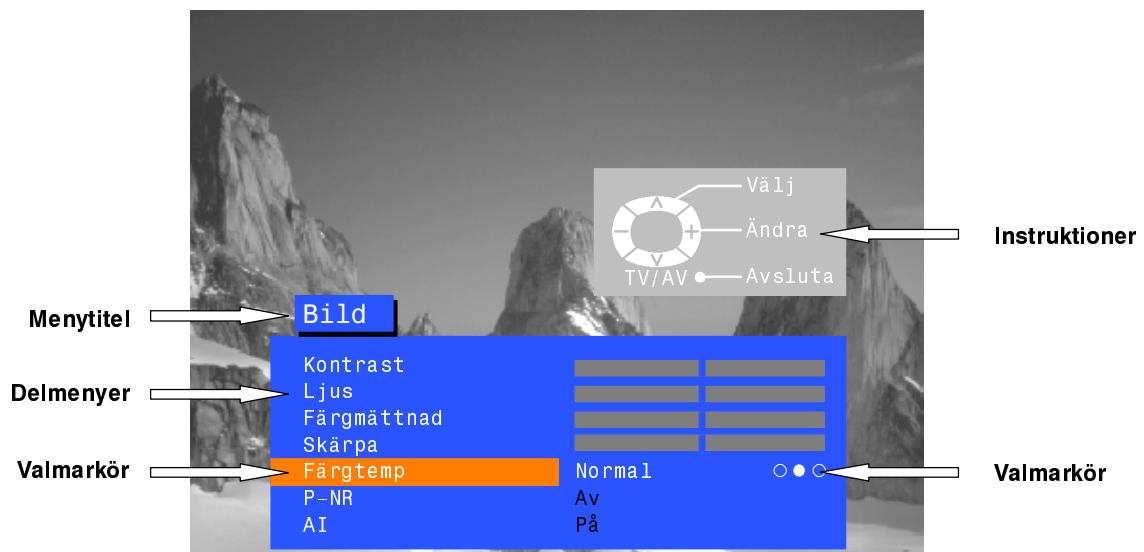 Välj
Ändra
TV/AV Avsluta
Instruktioner
Menytitel
Bild
Delmenyer
Valmarkör
Kontrast
Ljus
Färgmättnad
Skärpa
Färgtemp Normal
P-NR Av
AI På
Valmarkör